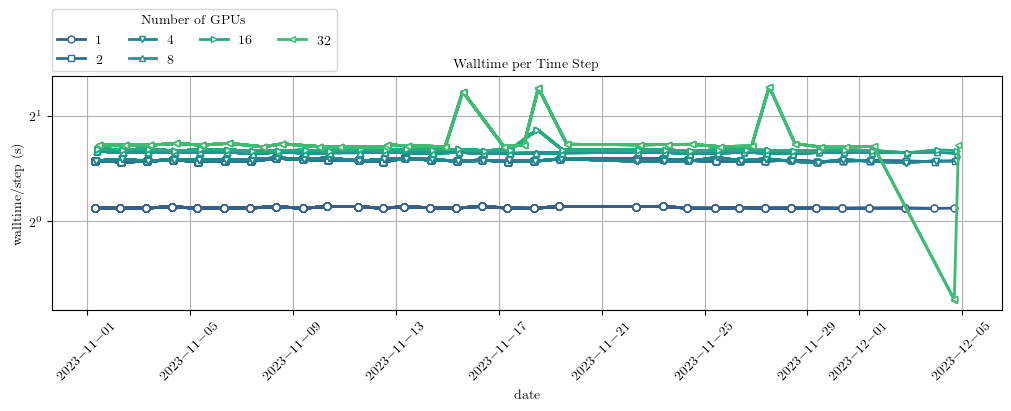 Number of GPUs
1 4 16 32
2 8
Walltime per Time Step
walltime/step (s)
2^1
2^0
2023−11−01 2023−11−05 2023−11−09 2023−11−13 2023−11−17 2023−11−21 2023−11−25 2023−11−29 2023−12−01 2023−12−05
date